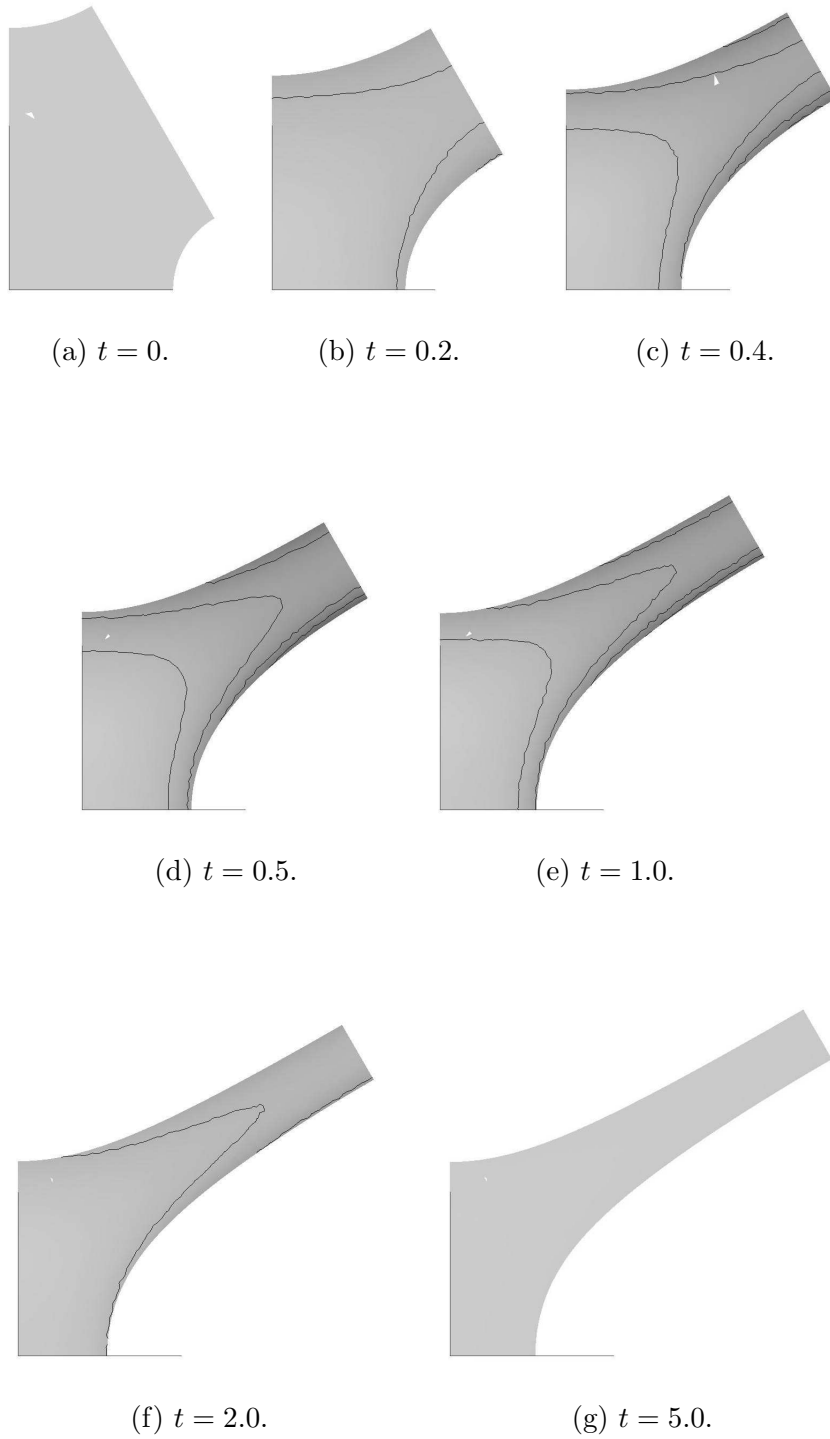 (a) t = 0.
(b) t = 0.2.
(c) t = 0.4.
(d) t = 0.5.
(e) t = 1.0.
(f) t = 2.0.
(g) t = 5.0.